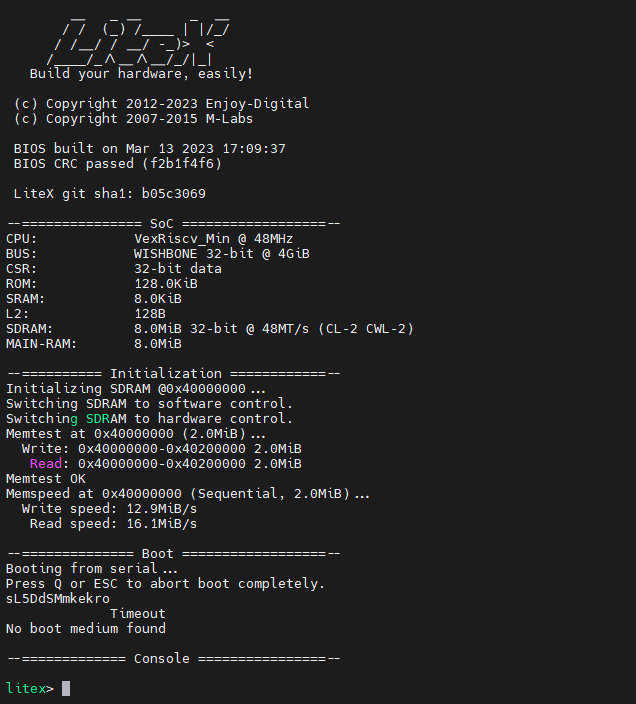 __   _ __      _  __
       / /  (_) /____ | |/_/
      / /__/ / __/ -_)>  <
     /____/_/\__/\__/_/|_|
   Build your hardware, easily!
 (c) Copyright 2012-2023 Enjoy-Digital
 (c) Copyright 2007-2015 M-Labs
 BIOS built on Mar 13 2023 17:09:37
 BIOS CRC passed (f2b1f4f6)
 LiteX git sha1: b05c3069
--=============== SoC ==================--
CPU:            VexRiscv_Min @ 48MHz
BUS:            WISHBONE 32-bit @ 4GiB
CSR:            32-bit data
ROM:            128.0KiB
SRAM:           8.0KiB
L2:             128B
SDRAM:          8.0MiB 32-bit @ 48MT/s (CL-2 CWL-2)
MAIN-RAM:       8.0MiB
--========== Initialization ============--
Initializing SDRAM @0x40000000...
Switching SDRAM to software control.
Switching SDRAM to hardware control.
Memtest at 0x40000000 (2.0MiB)...
  Write: 0x40000000-0x40200000 2.0MiB
   Read: 0x40000000-0x40200000 2.0MiB
Memtest OK
Memspeed at 0x40000000 (Sequential, 2.0MiB)...
  Write speed: 12.9MiB/s
   Read speed: 16.1MiB/s
--============== Boot ==================--
Booting from serial...
Press Q or ESC to abort boot completely.
sL5DdSMmkekro
             Timeout
No boot medium found
--============= Console ================--
litex>